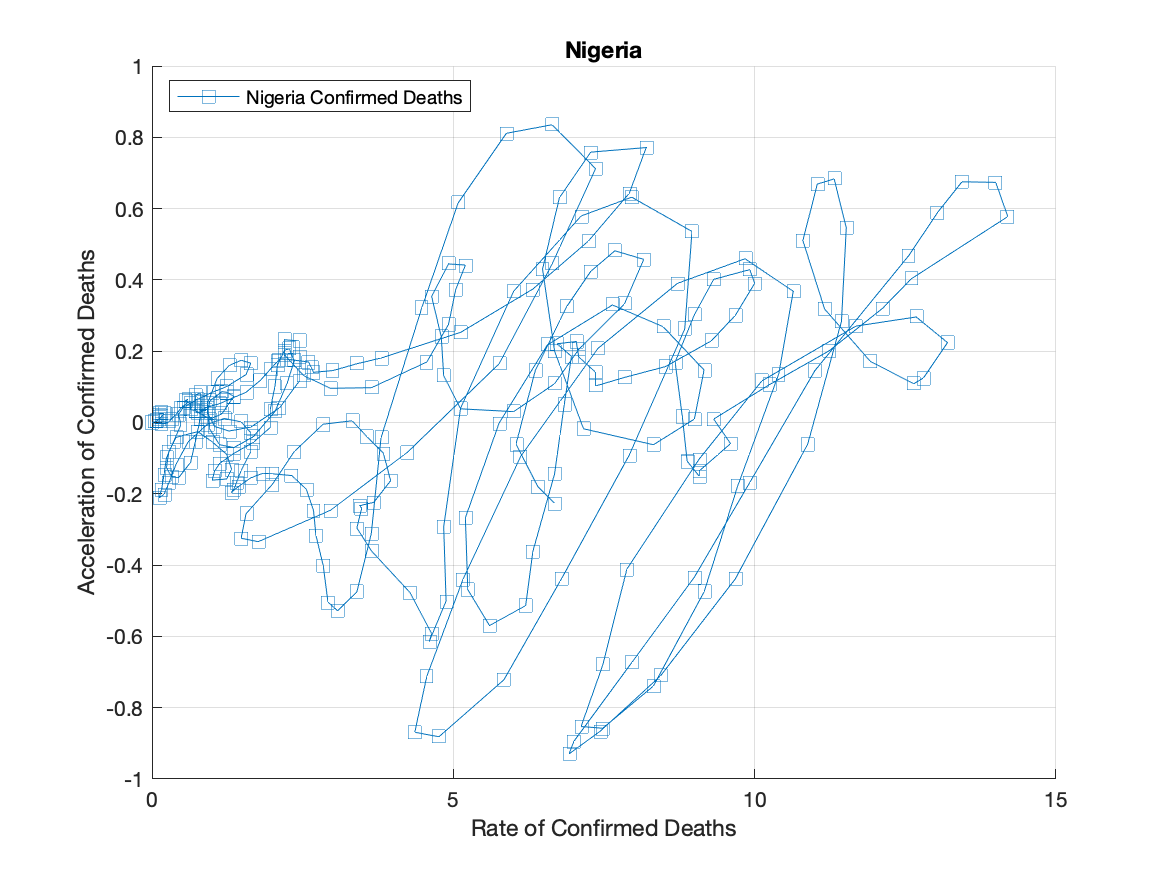 Nigeria
Nigeria Confirmed Deaths
1
0.8
0.6
0.4
0.2
0
-0.2
-0.4
-0.6
-0.8
-1
Acceleration of Confirmed Deaths
0 5 10 15
Rate of Confirmed Deaths